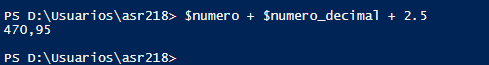 PS D:\Usuarios\asr218> $numero + $numero_decimal + 2.5
470,95
PS D:\Usuarios\asr218>